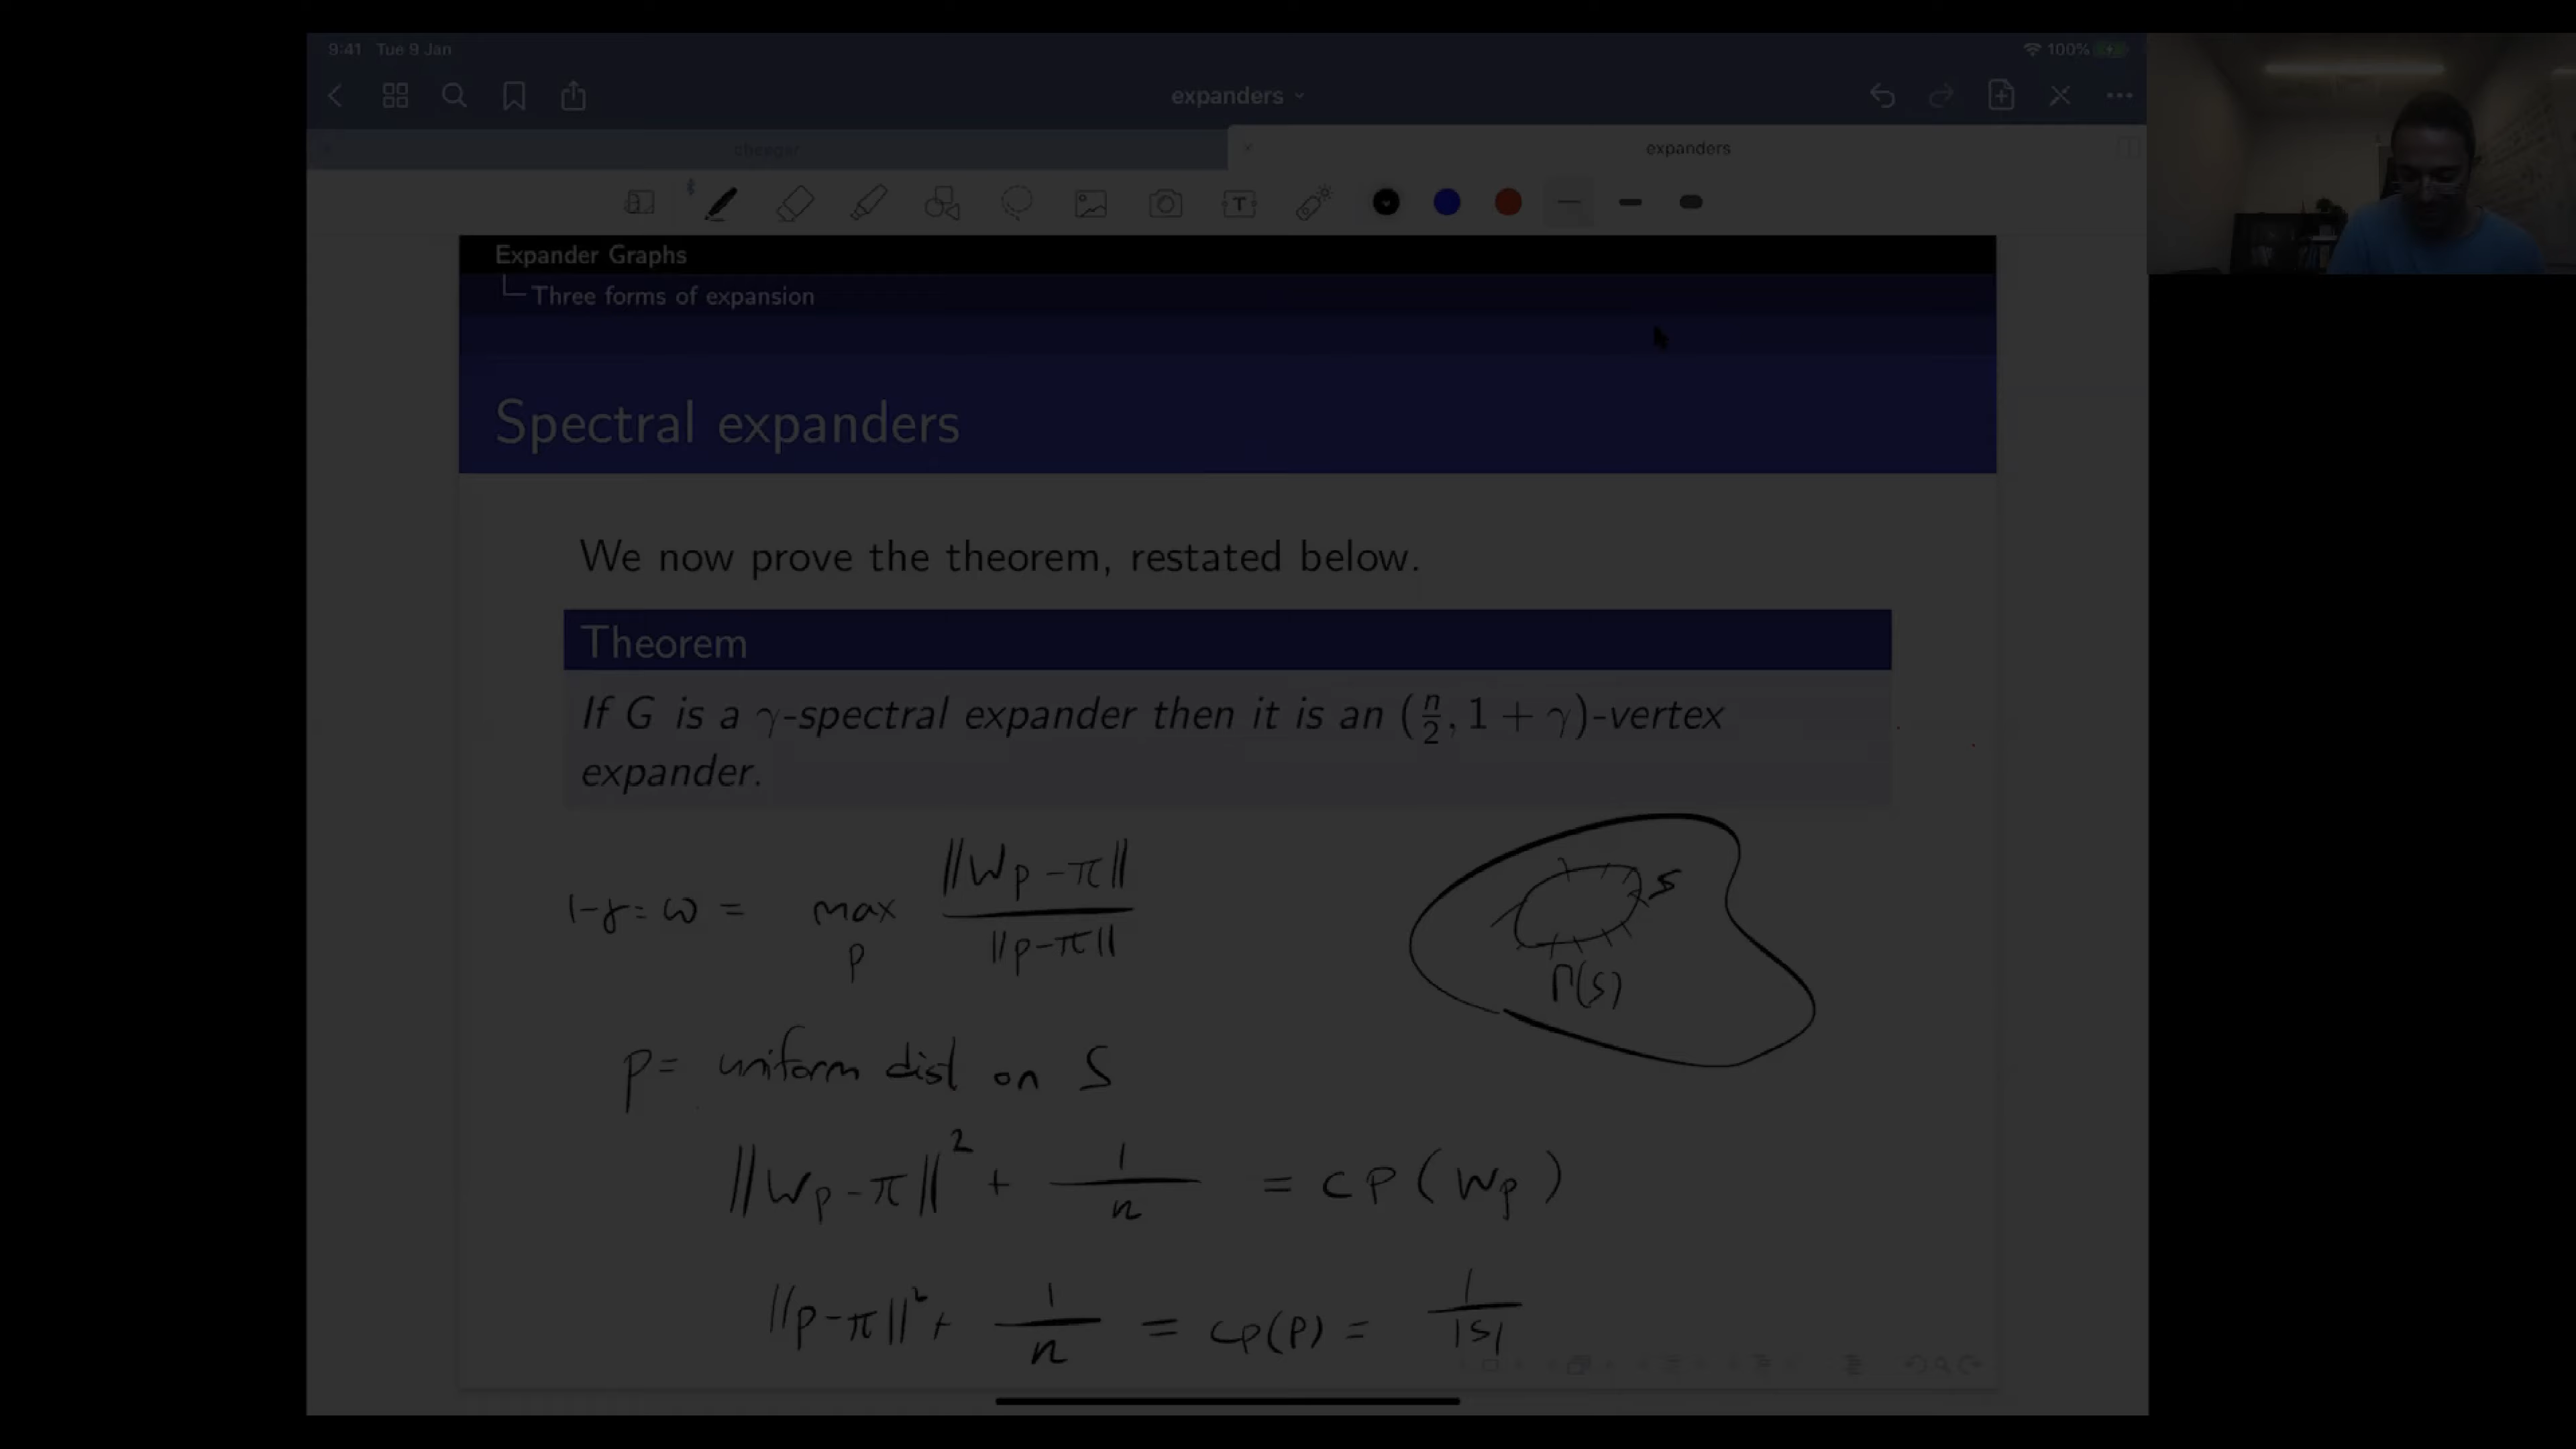 9:41 Tue 9 Jan 100%
expanders
cheeger expanders
Expander Graphs
Three forms of expansion
Spectral expanders
We now prove the theorem, restated below.
Theorem
If G is a γ-spectral expander then it is an (n/2, 1 + γ)-vertex
expander.
1-γ = ω = max_p ||Wp - π|| / ||p - π||
S
Γ(S)
p = uniform dist on S
||Wp - π||² + 1/n = CP(Wp)
||p - π||² + 1/n = CP(p) = 1/|S|